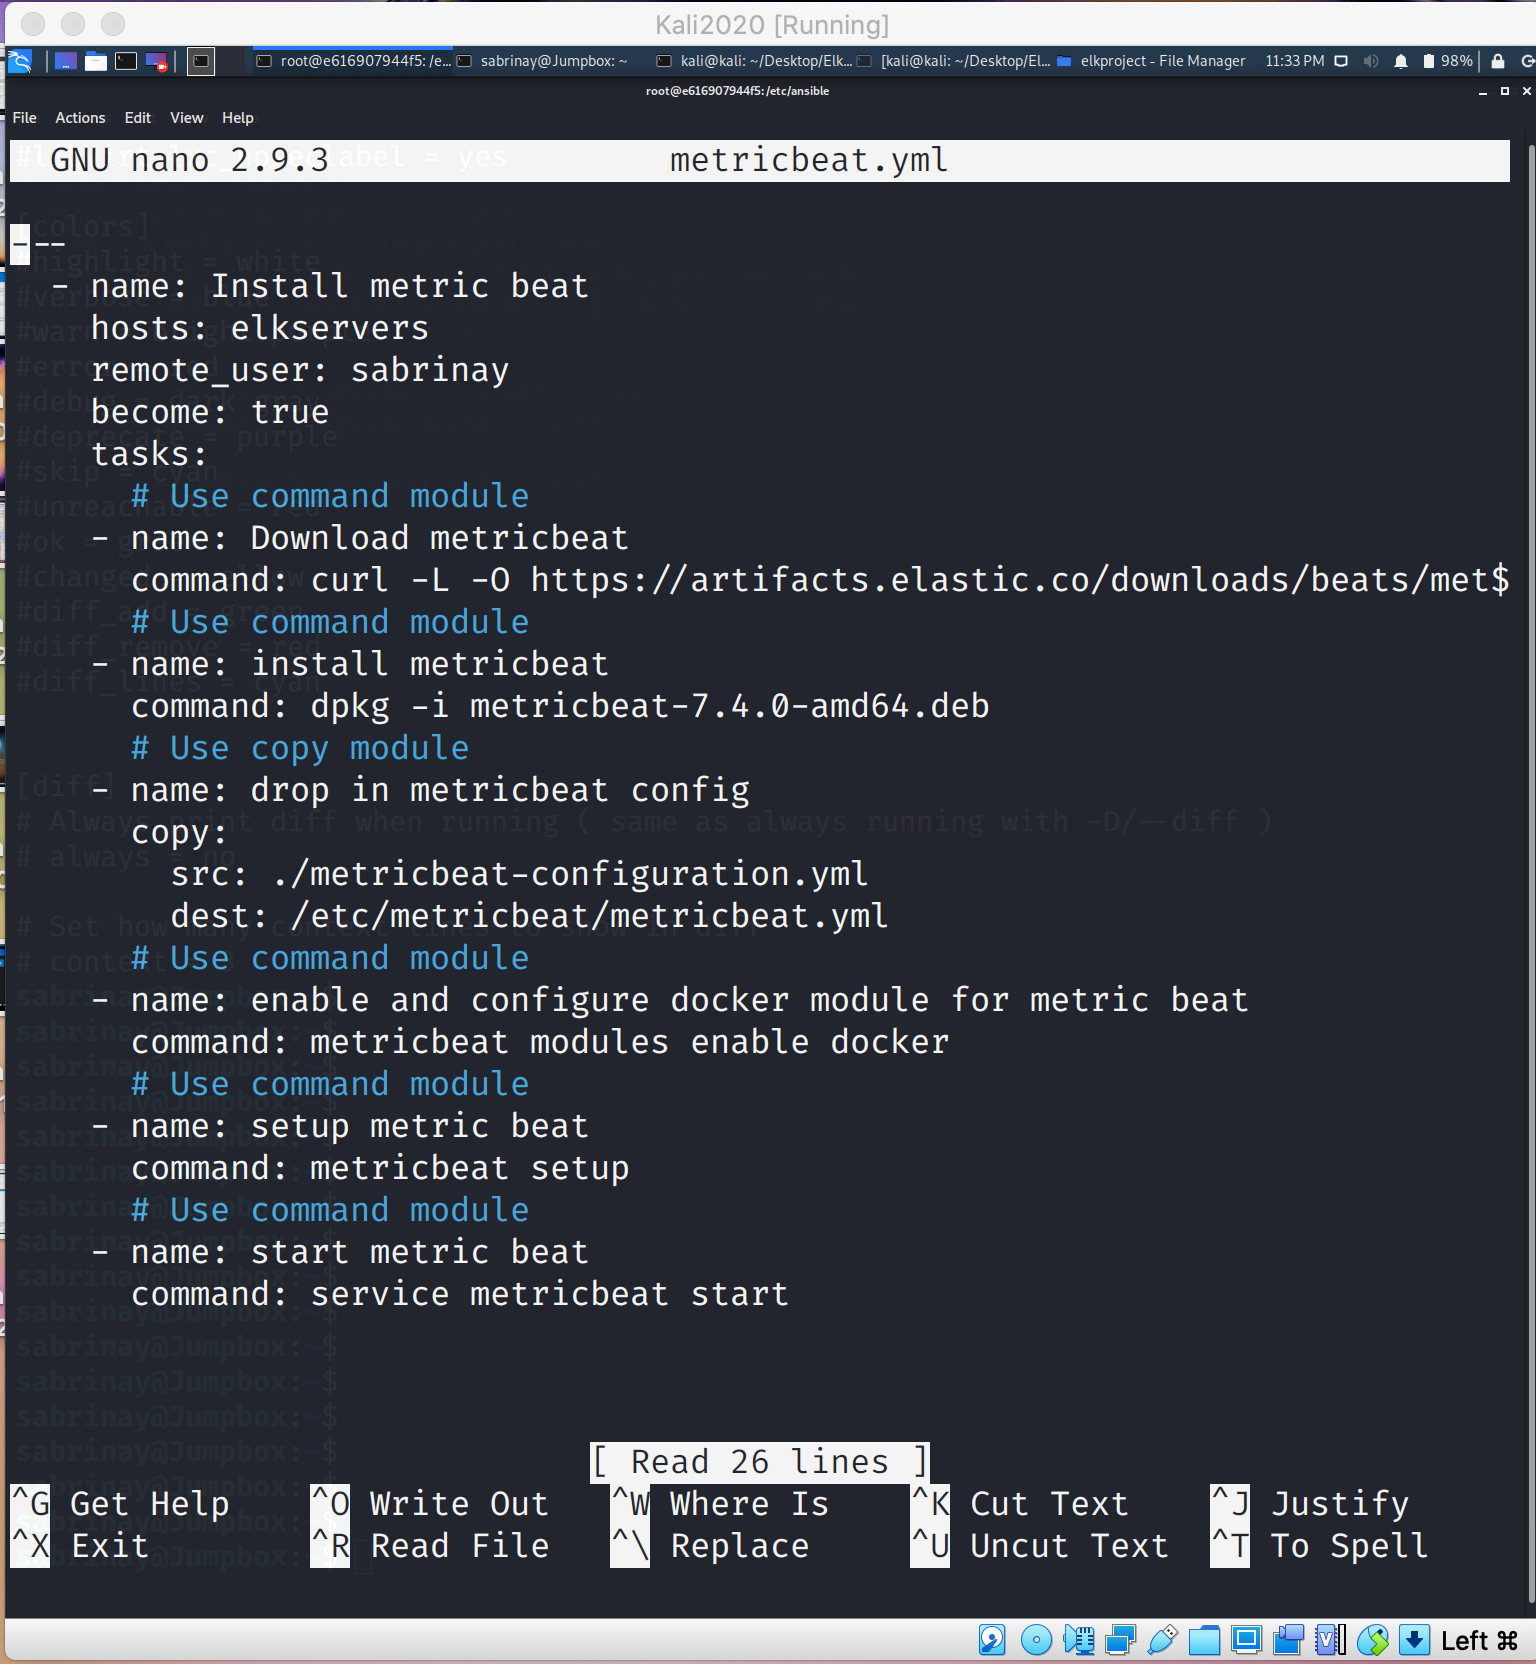 Kali2020 [Running]
root@e616907944f5: /e... sabrinay@Jumpbox: ~ kali@kali: ~/Desktop/Elk... [kali@kali: ~/Desktop/El... elkproject - File Manager 11:33 PM 98%
root@e616907944f5: /etc/ansible
File Actions Edit View Help
GNU nano 2.9.3 metricbeat.yml
---
- name: Install metric beat
hosts: elkservers
remote_user: sabrinay
become: true
tasks:
# Use command module
- name: Download metricbeat
command: curl -L -O https://artifacts.elastic.co/downloads/beats/met$
# Use command module
- name: install metricbeat
command: dpkg -i metricbeat-7.4.0-amd64.deb
# Use copy module
- name: drop in metricbeat config
copy:
src: ./metricbeat-configuration.yml
dest: /etc/metricbeat/metricbeat.yml
# Use command module
- name: enable and configure docker module for metric beat
command: metricbeat modules enable docker
# Use command module
- name: setup metric beat
command: metricbeat setup
# Use command module
- name: start metric beat
command: service metricbeat start
[ Read 26 lines ]
^G Get Help ^O Write Out ^W Where Is ^K Cut Text ^J Justify
^X Exit ^R Read File ^\ Replace ^U Uncut Text ^T To Spell
Left ⌘